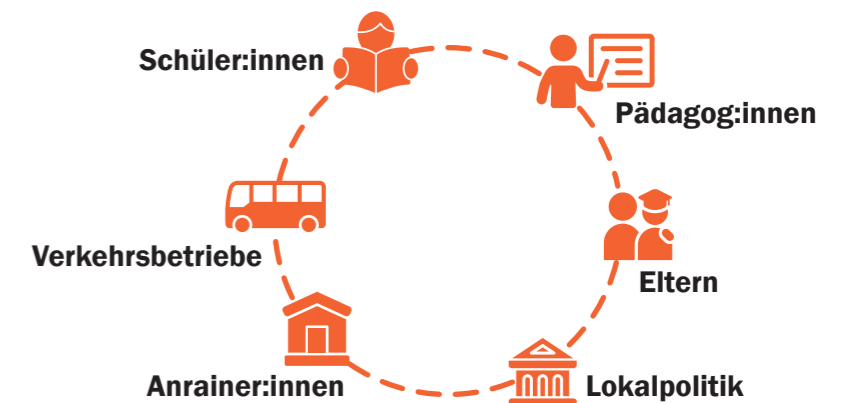 Schüler:innen
Pädagog:innen
Verkehrsbetriebe
Eltern
Anrainer:innen
Lokalpolitik